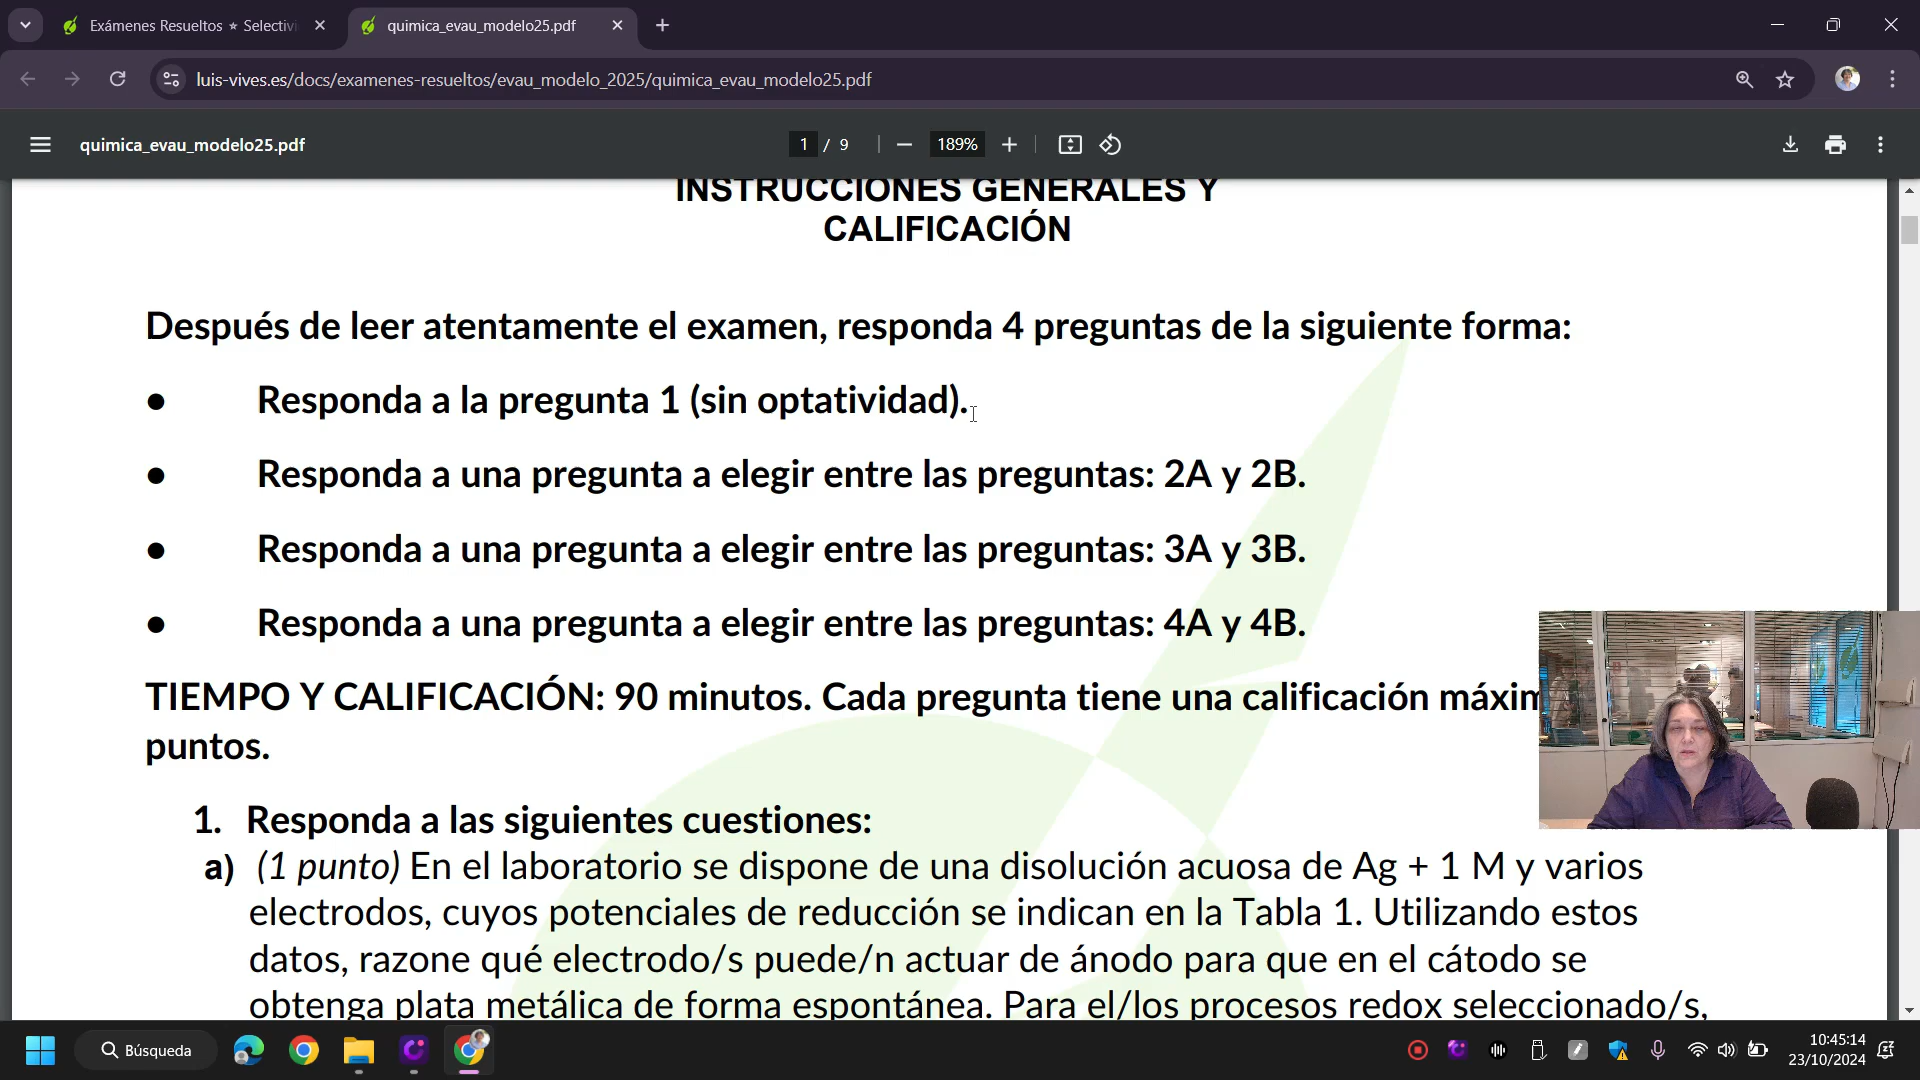 Exámenes Resueltos ★ Selectivi
quimica_evau_modelo25.pdf
luis-vives.es/docs/examenes-resueltos/evau_modelo_2025/quimica_evau_modelo25.pdf
quimica_evau_modelo25.pdf
1 / 9
189%
INSTRUCCIONES GENERALES Y
CALIFICACIÓN
Después de leer atentamente el examen, responda 4 preguntas de la siguiente forma:
● Responda a la pregunta 1 (sin optatividad).
● Responda a una pregunta a elegir entre las preguntas: 2A y 2B.
● Responda a una pregunta a elegir entre las preguntas: 3A y 3B.
● Responda a una pregunta a elegir entre las preguntas: 4A y 4B.
TIEMPO Y CALIFICACIÓN: 90 minutos. Cada pregunta tiene una calificación máxim
puntos.
1. Responda a las siguientes cuestiones:
a) (1 punto) En el laboratorio se dispone de una disolución acuosa de Ag + 1 M y varios
electrodos, cuyos potenciales de reducción se indican en la Tabla 1. Utilizando estos
datos, razone qué electrodo/s puede/n actuar de ánodo para que en el cátodo se
obtenga plata metálica de forma espontánea. Para el/los procesos redox seleccionado/s,
Búsqueda
10:45:14
23/10/2024